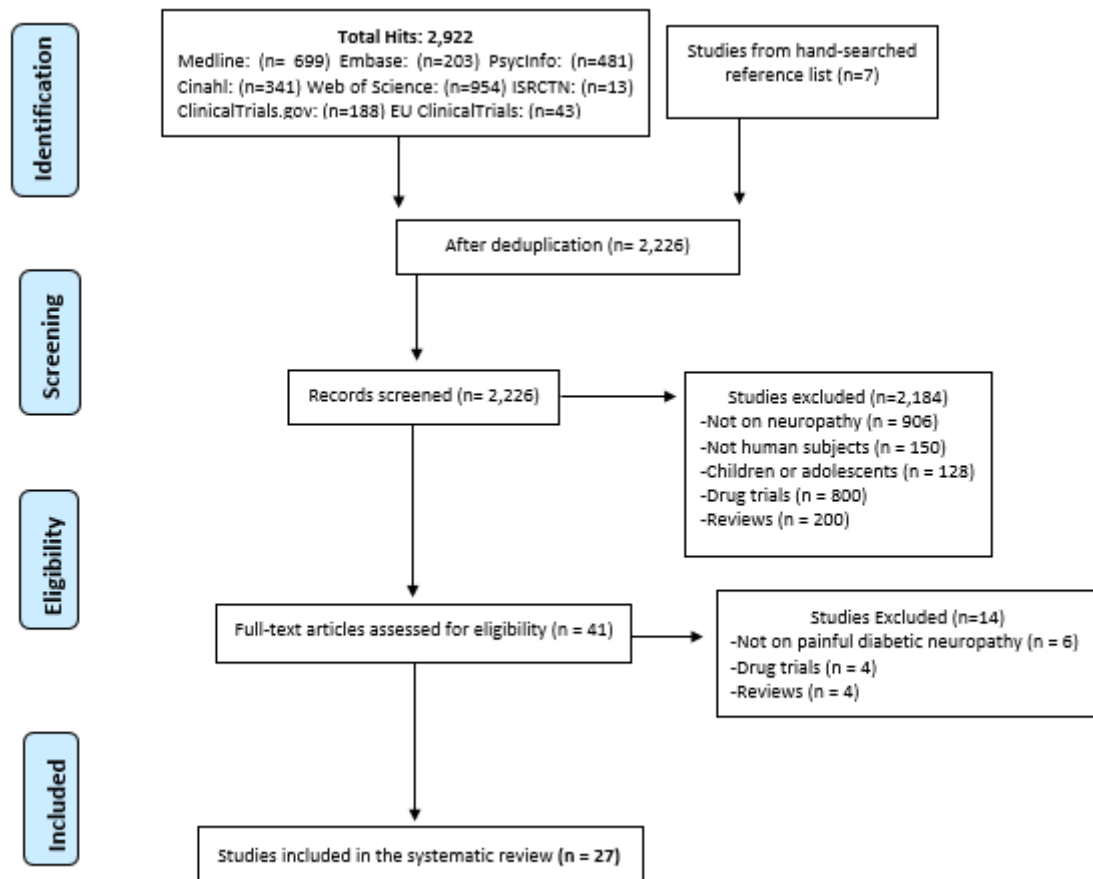 Identification
Total Hits: 2,922
Medline: (n= 699) Embase: (n=203) PsycInfo: (n=481)
Cinahl: (n=341) Web of Science: (n=954) ISRCTN: (n=13)
ClinicalTrials.gov: (n=188) EU ClinicalTrials: (n=43)
Studies from hand-searched
reference list (n=7)
After deduplication (n= 2,226)
Screening
Records screened (n= 2,226)
Studies excluded (n=2,184)
-Not on neuropathy (n = 906)
-Not human subjects (n = 150)
-Children or adolescents (n = 128)
-Drug trials (n = 800)
-Reviews (n = 200)
Eligibility
Full-text articles assessed for eligibility (n = 41)
Studies Excluded (n=14)
-Not on painful diabetic neuropathy (n = 6)
-Drug trials (n = 4)
-Reviews (n = 4)
Included
Studies included in the systematic review (n = 27)